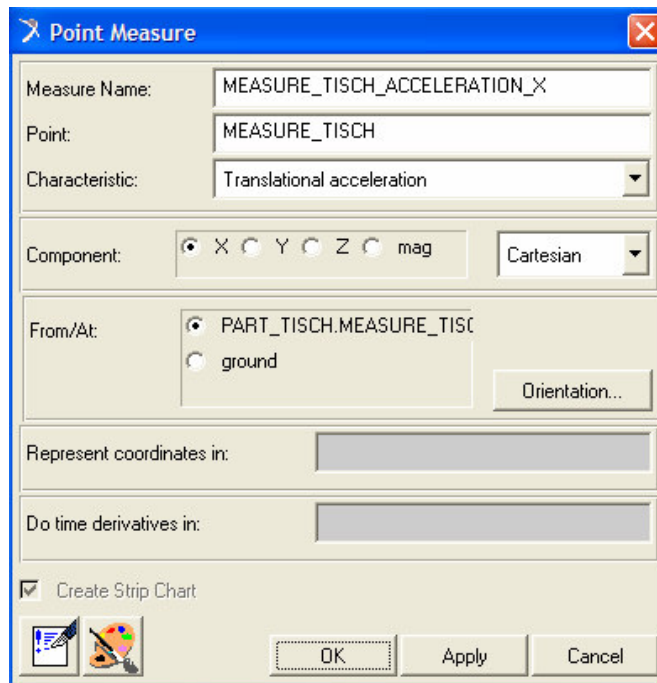 Point Measure
Measure Name: MEASURE_TISCH_ACCELERATION_X
Point: MEASURE_TISCH
Characteristic: Translational acceleration
Component: X Y Z mag Cartesian
From/At: PART_TISCH.MEASURE_TISC
ground
Orientation...
Represent coordinates in:
Do time derivatives in:
Create Strip Chart
OK Apply Cancel